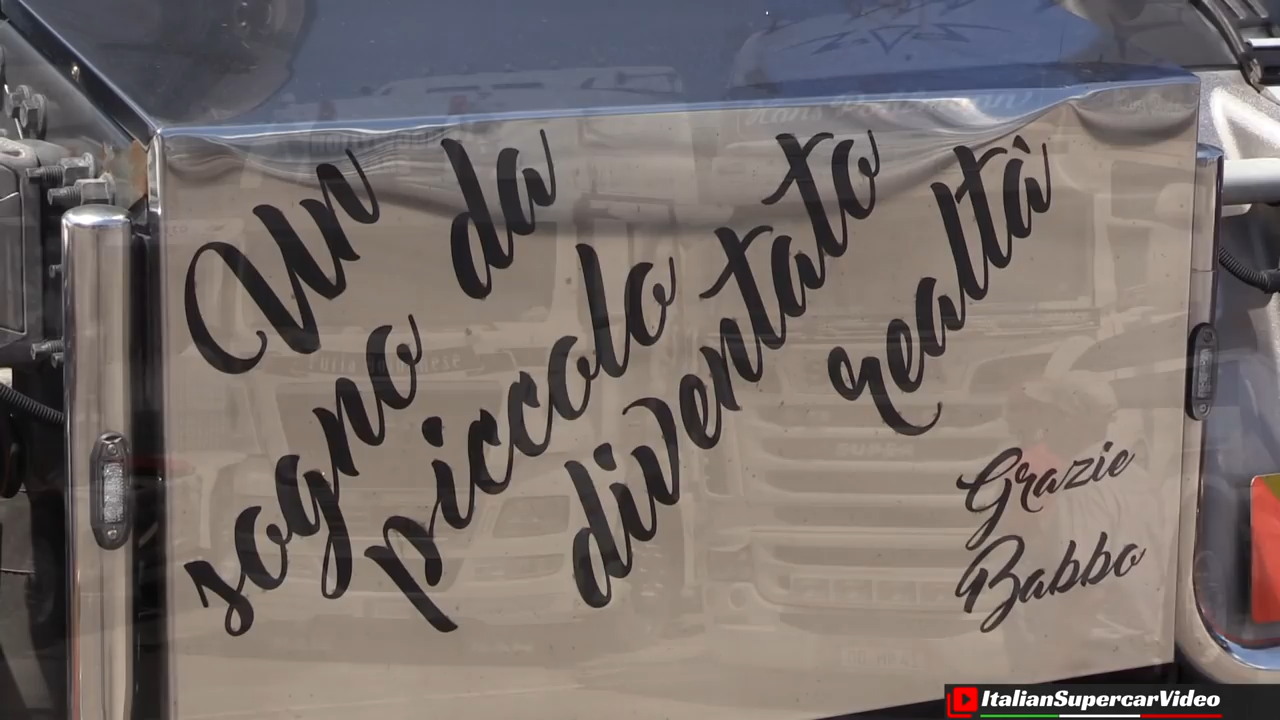 Un
sogno
da
piccolo
diventato
realtà
Grazie
Babbo
ItalianSupercarVideo